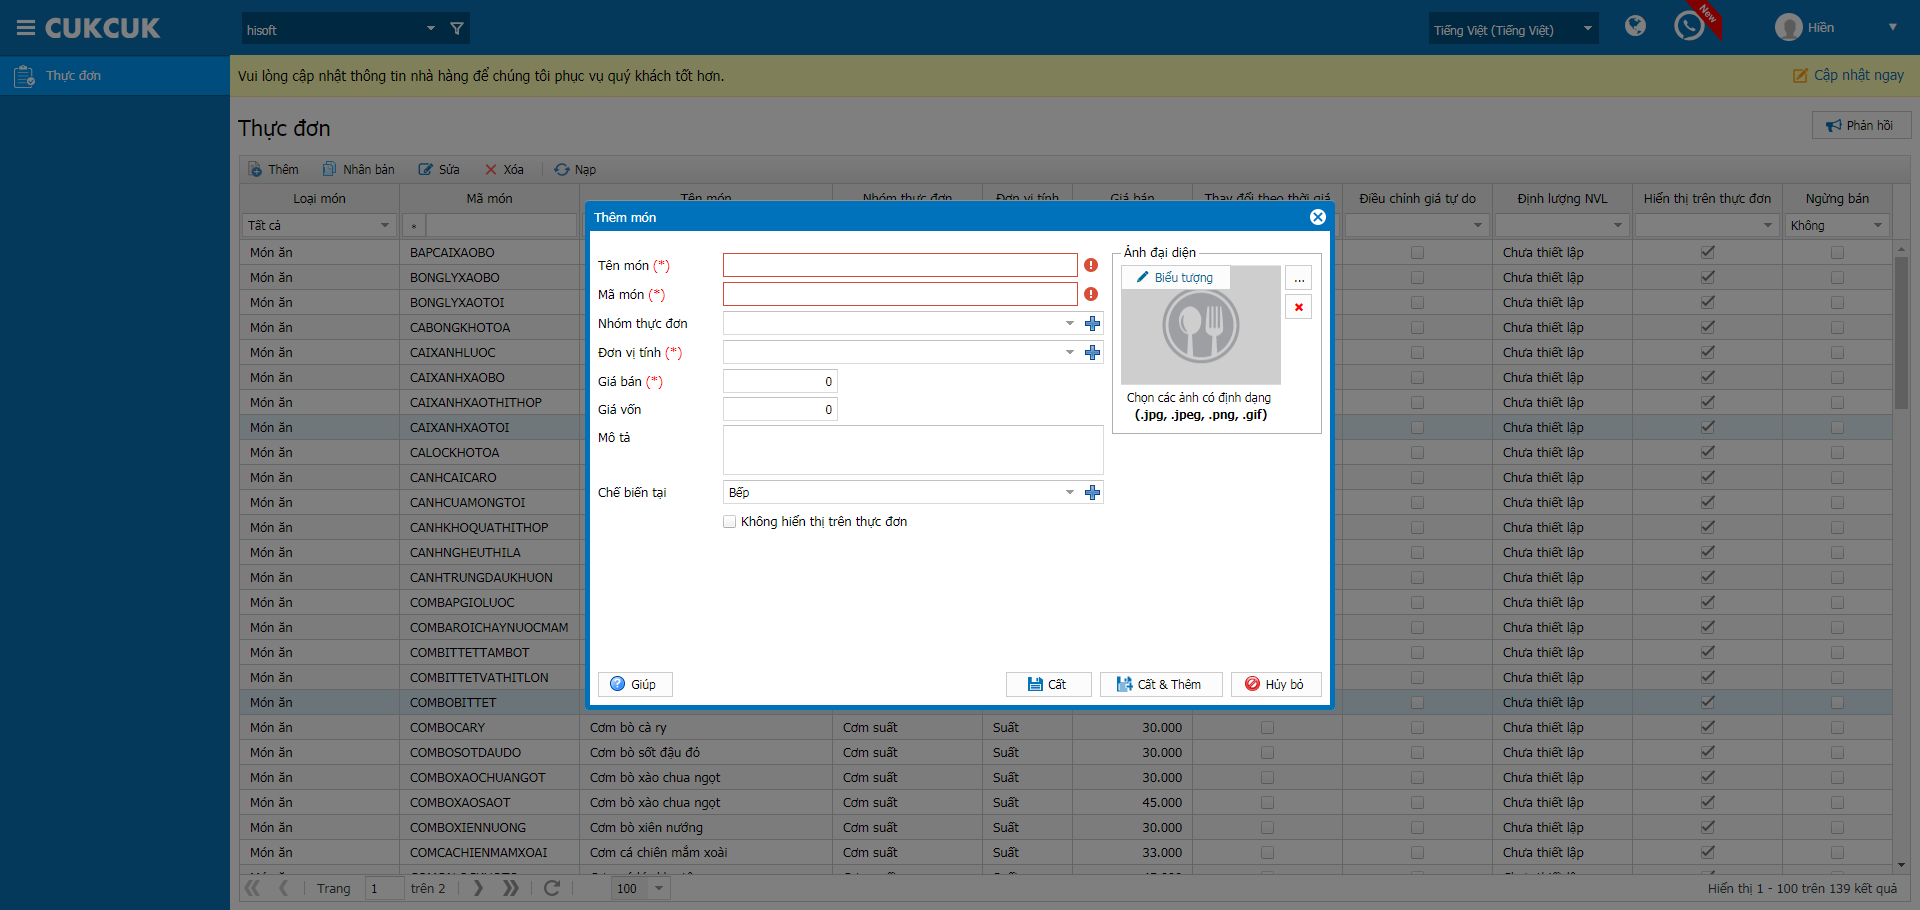 CUKCUK
hisoft
Tiếng Việt (Tiếng Việt)
New
Hiền
Thực đơn
Vui lòng cập nhật thông tin nhà hàng để chúng tôi phục vụ quý khách tốt hơn.
Cập nhật ngay
Thực đơn
Phản hồi
Thêm Nhân bản Sửa Xóa Nạp
Loại món Mã món Tên món Nhóm thực đơn Đơn vị tính Giá bán Thay đổi theo thời giá Điều chỉnh giá tự do Định lượng NVL Hiển thị trên thực đơn Ngừng bán
Tất cả * Không
Món ăn BAPCAIXAOBO Chưa thiết lập
Món ăn BONGLYXAOBO Chưa thiết lập
Món ăn BONGLYXAOTOI Chưa thiết lập
Món ăn CABONGKHOTOA Chưa thiết lập
Món ăn CAIXANHLUOC Chưa thiết lập
Món ăn CAIXANHXAOBO Chưa thiết lập
Món ăn CAIXANHXAOTHITHOP Chưa thiết lập
Món ăn CAIXANHXAOTOI Chưa thiết lập
Món ăn CALOCKHOTOA Chưa thiết lập
Món ăn CANHCAICARO Chưa thiết lập
Món ăn CANHCUAMONGTOI Chưa thiết lập
Món ăn CANHKHOQUATHITHOP Chưa thiết lập
Món ăn CANHNGHEUTHILA Chưa thiết lập
Món ăn CANHTRUNGDAUKHUON Chưa thiết lập
Món ăn COMBAPGIOLUOC Chưa thiết lập
Món ăn COMBAROICHAYNUOCMAM Chưa thiết lập
Món ăn COMBITTETTAMBOT Chưa thiết lập
Món ăn COMBITTETVATHITLON Chưa thiết lập
Món ăn COMBOBITTET Chưa thiết lập
Món ăn COMBOCARY Cơm bò cà ry Cơm suất Suất 30.000 Chưa thiết lập
Món ăn COMBOSOTDAUDO Cơm bò sốt đậu đỏ Cơm suất Suất 30.000 Chưa thiết lập
Món ăn COMBOXAOCHUANGOT Cơm bò xào chua ngọt Cơm suất Suất 30.000 Chưa thiết lập
Món ăn COMBOXAOSAOT Cơm bò xào chua ngọt Cơm suất Suất 45.000 Chưa thiết lập
Món ăn COMBOXIENNUONG Cơm bò xiên nướng Cơm suất Suất 30.000 Chưa thiết lập
Món ăn COMCACHIENMAMXOAI Cơm cá chiên mắm xoài Cơm suất Suất 33.000 Chưa thiết lập
Trang 1 trên 2 100 Hiển thị 1 - 100 trên 139 kết quả
Thêm món
Tên món (*)
Mã món (*)
Nhóm thực đơn
Đơn vị tính (*)
Giá bán (*) 0
Giá vốn 0
Mô tả
Chế biến tại Bếp
Không hiển thị trên thực đơn
Ảnh đại diện
Biểu tượng
...
Chọn các ảnh có định dạng
(.jpg, .jpeg, .png, .gif)
Giúp Cất Cất & Thêm Hủy bỏ